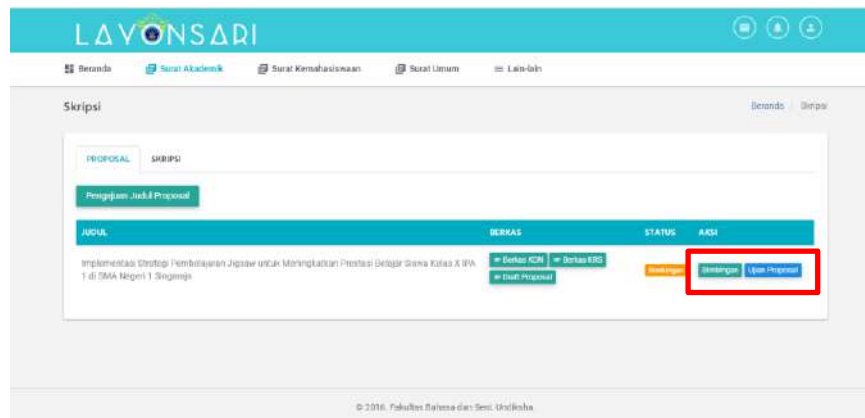 LAYONSARI
Beranda Surat Akademik Surat Kemahasiswaan Surat Umum Lain-lain
Skripsi
Beranda / Skripsi
PROPOSAL SKRIPSI
Pengajuan Judul Proposal
JUDUL BERKAS STATUS AKSI
Implementasi Strategi Pembelajaran Jigsaw untuk Meningkatkan Prestasi Belajar Siswa Kelas X IPA
1 di SMA Negeri 1 Singaraja
Berkas KDN Berkas KRS
Draft Proposal
Bimbingan
Bimbingan Ujian Proposal
© 2016. Fakultas Bahasa dan Seni. Undiksha